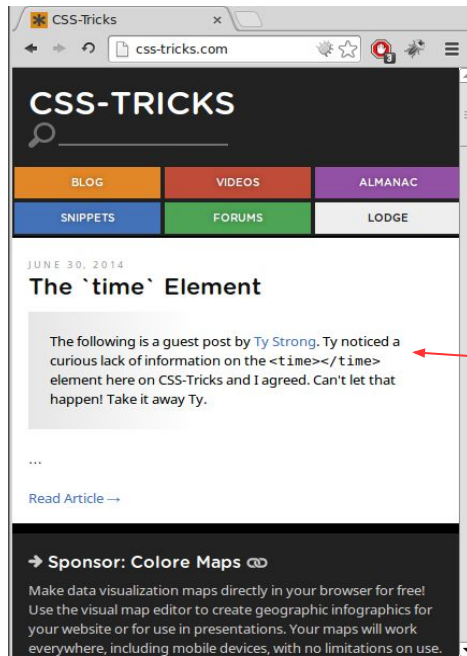 CSS-Tricks
css-tricks.com
3
CSS-TRICKS
BLOG
VIDEOS
ALMANAC
SNIPPETS
FORUMS
LODGE
JUNE 30, 2014
The `time` Element
The following is a guest post by Ty Strong. Ty noticed a
curious lack of information on the <time></time>
element here on CSS-Tricks and I agreed. Can't let that
happen! Take it away Ty.
...
Read Article →
Sponsor: Colore Maps
Make data visualization maps directly in your browser for free!
Use the visual map editor to create geographic infographics for
your website or for use in presentations. Your maps will work
everywhere, including mobile devices, with no limitations on use.